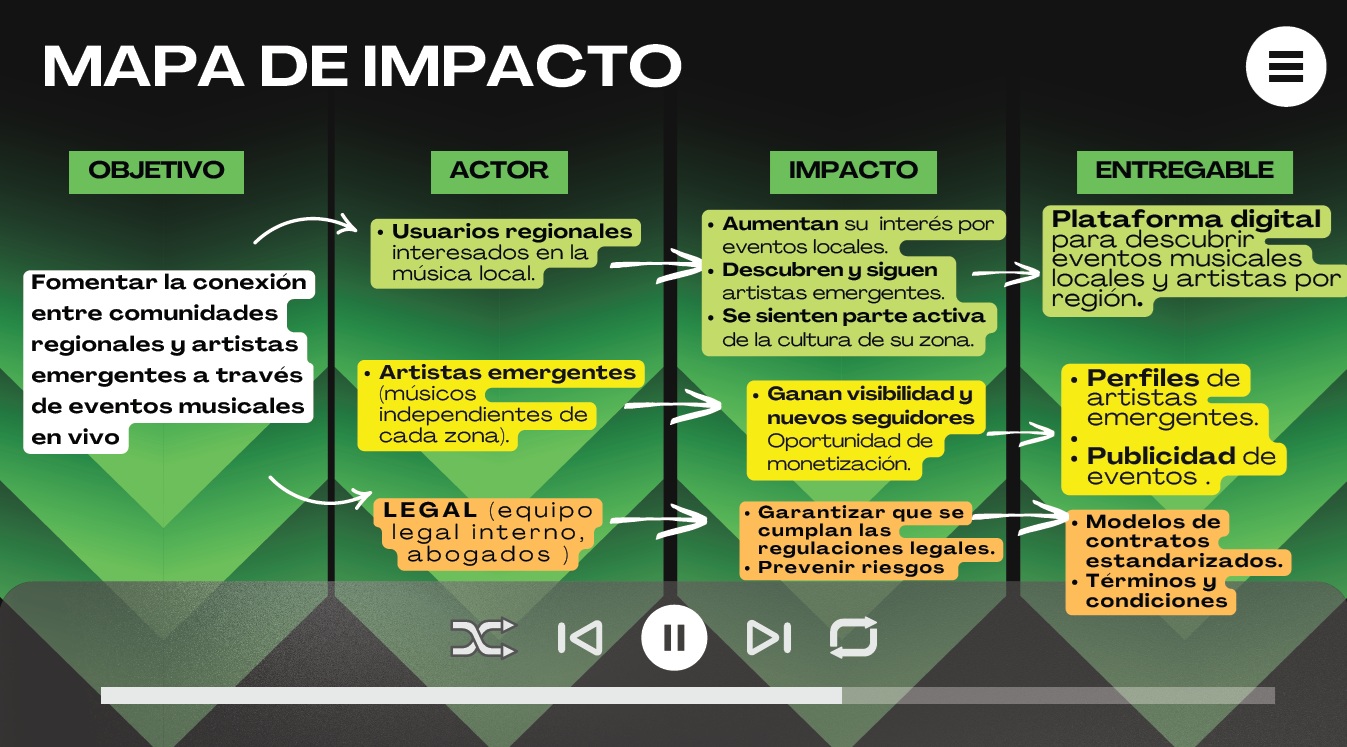 MAPA DE IMPACTO
OBJETIVO
Fomentar la conexión
entre comunidades
regionales y artistas
emergentes a través
de eventos musicales
en vivo
ACTOR
• Usuarios regionales
interesados en la
música local.
• Artistas emergentes
(músicos
independientes de
cada zona).
LEGAL (equipo
legal interno,
abogados )
IMPACTO
• Aumentan su interés por
eventos locales.
• Descubren y siguen
artistas emergentes.
• Se sienten parte activa
de la cultura de su zona.
• Ganan visibilidad y
nuevos seguidores
Oportunidad de
monetización.
• Garantizar que se
cumplan las
regulaciones legales.
• Prevenir riesgos
ENTREGABLE
Plataforma digital
para descubrir
eventos musicales
locales y artistas por
región.
• Perfiles de
artistas
emergentes.
•
• Publicidad de
eventos .
• Modelos de
contratos
estandarizados.
• Términos y
condiciones